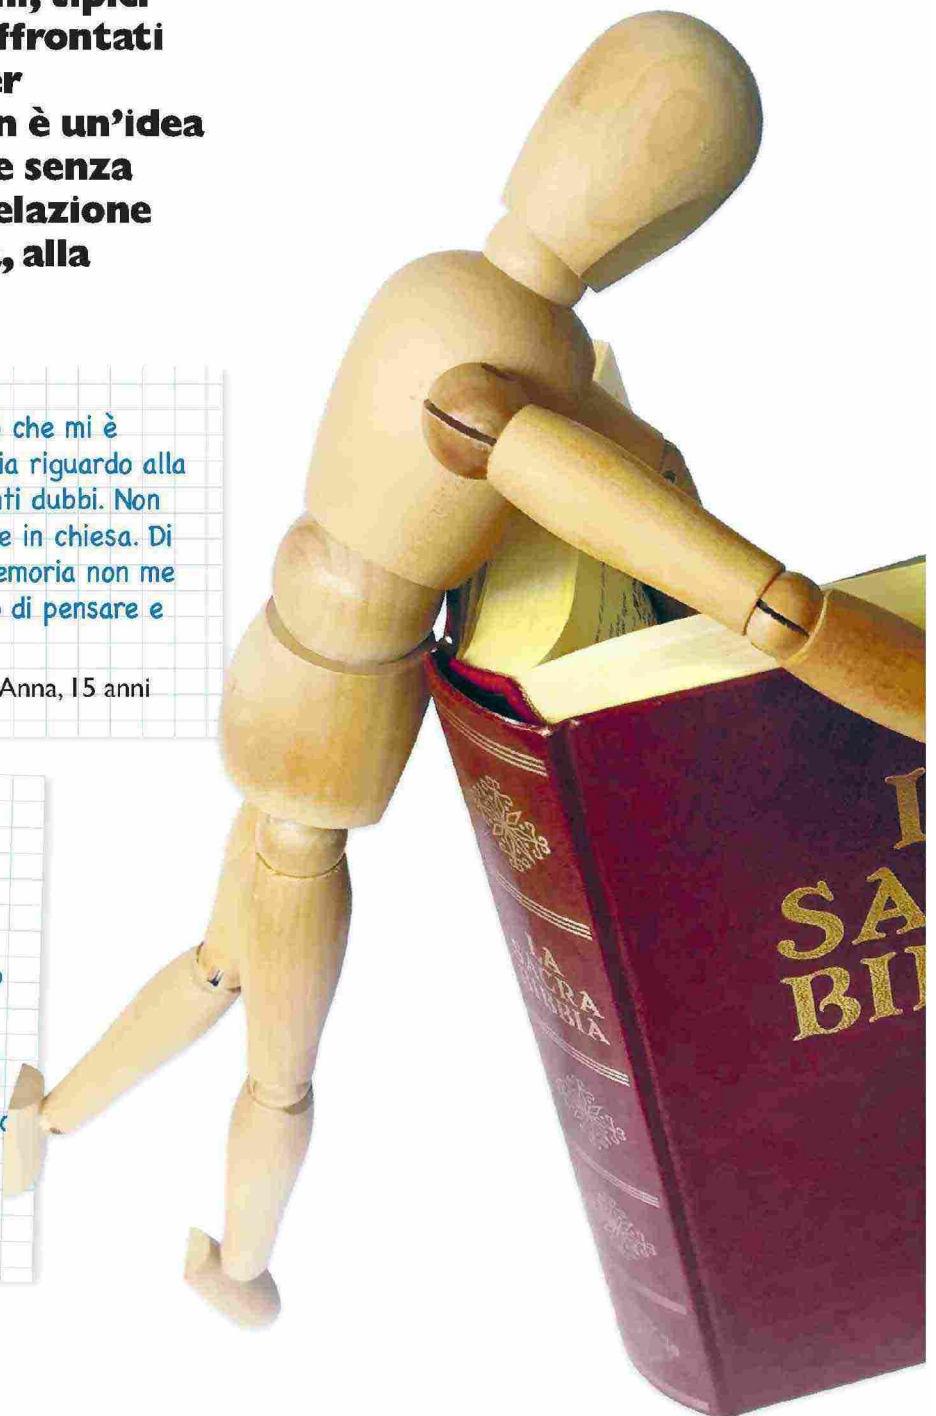 ffrontati
er
n è un'idea
e senza
elazione
, alla
che mi è
ia riguardo alla
ti dubbi. Non
e in chiesa. Di
emoria non me
di pensare e
Anna, 15 anni
LA
SACRA
BIBBIA
SA
BI